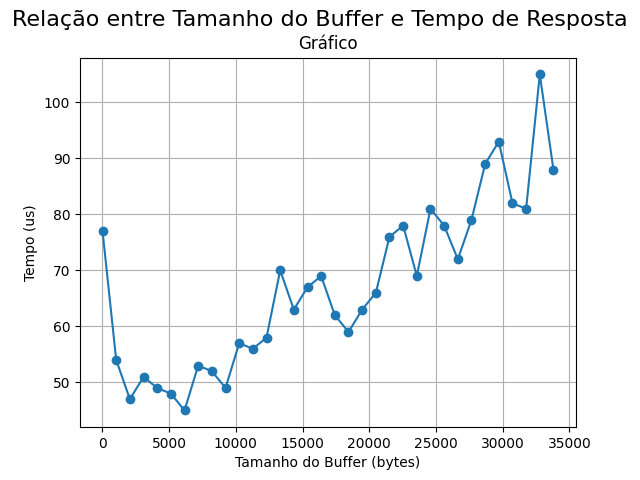 Relação entre Tamanho do Buffer e Tempo de Resposta
Gráfico
100
90
80
70
60
50
Tempo (us)
0 5000 10000 15000 20000 25000 30000 35000
Tamanho do Buffer (bytes)